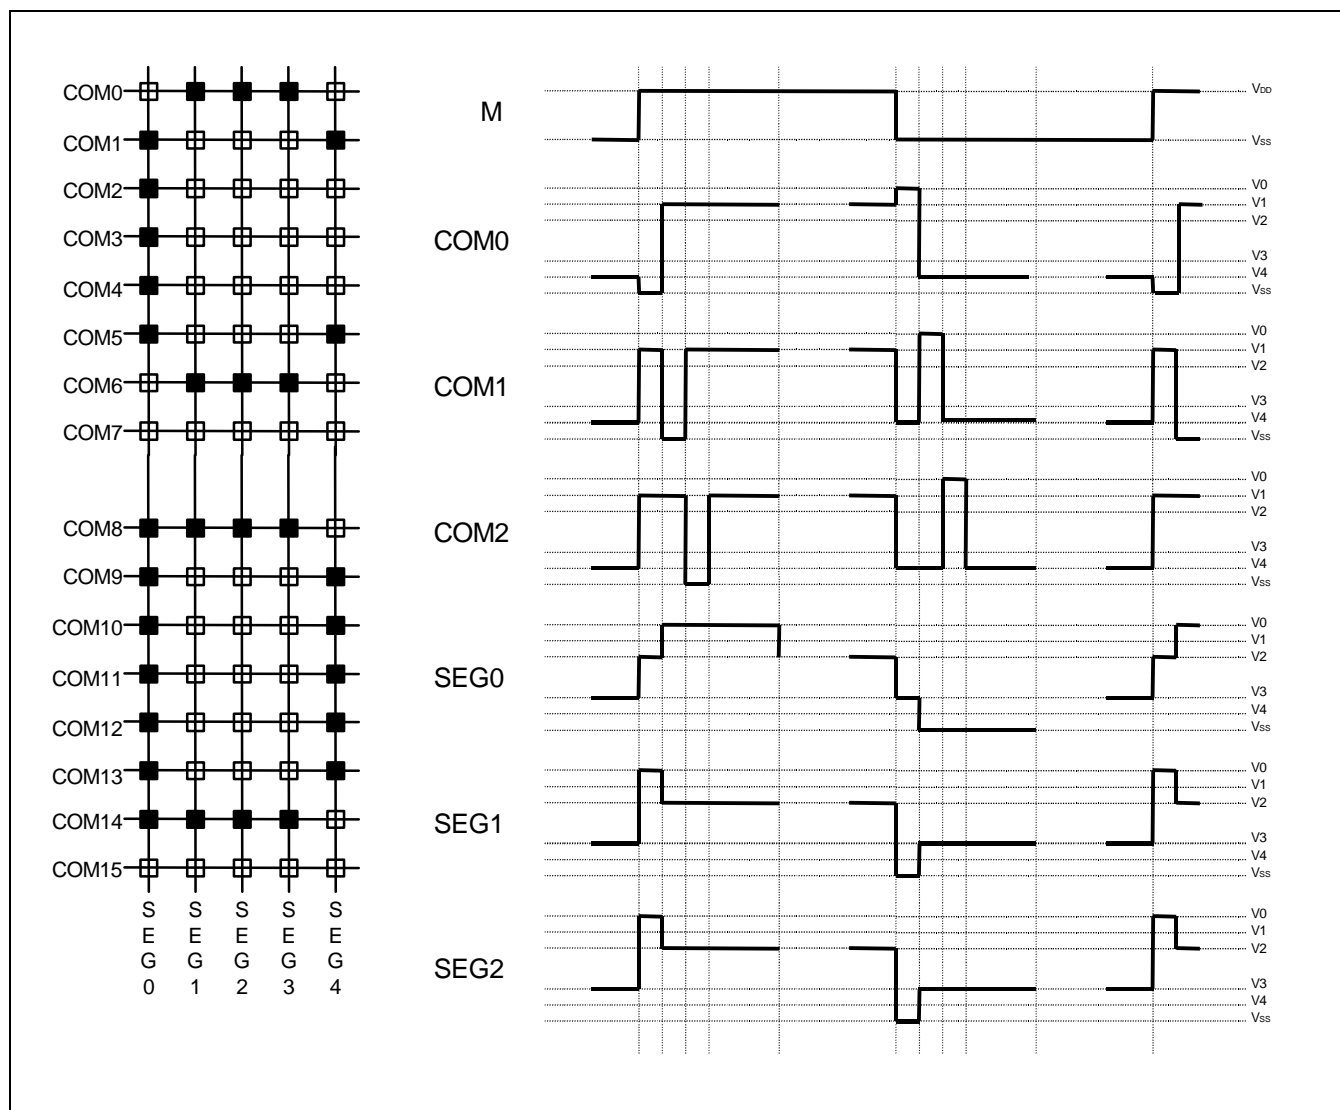 COM0
COM1
COM2
COM3
COM4
COM5
COM6
COM7
COM8
COM9
COM10
COM11
COM12
COM13
COM14
COM15
S S S S S
E E E E E
G G G G G
0 1 2 3 4
M
VDD
VSS
COM0
V0
V1
V2
V3
V4
VSS
COM1
V0
V1
V2
V3
V4
VSS
COM2
V0
V1
V2
V3
V4
VSS
SEG0
V0
V1
V2
V3
V4
VSS
SEG1
V0
V1
V2
V3
V4
VSS
SEG2
V0
V1
V2
V3
V4
VSS